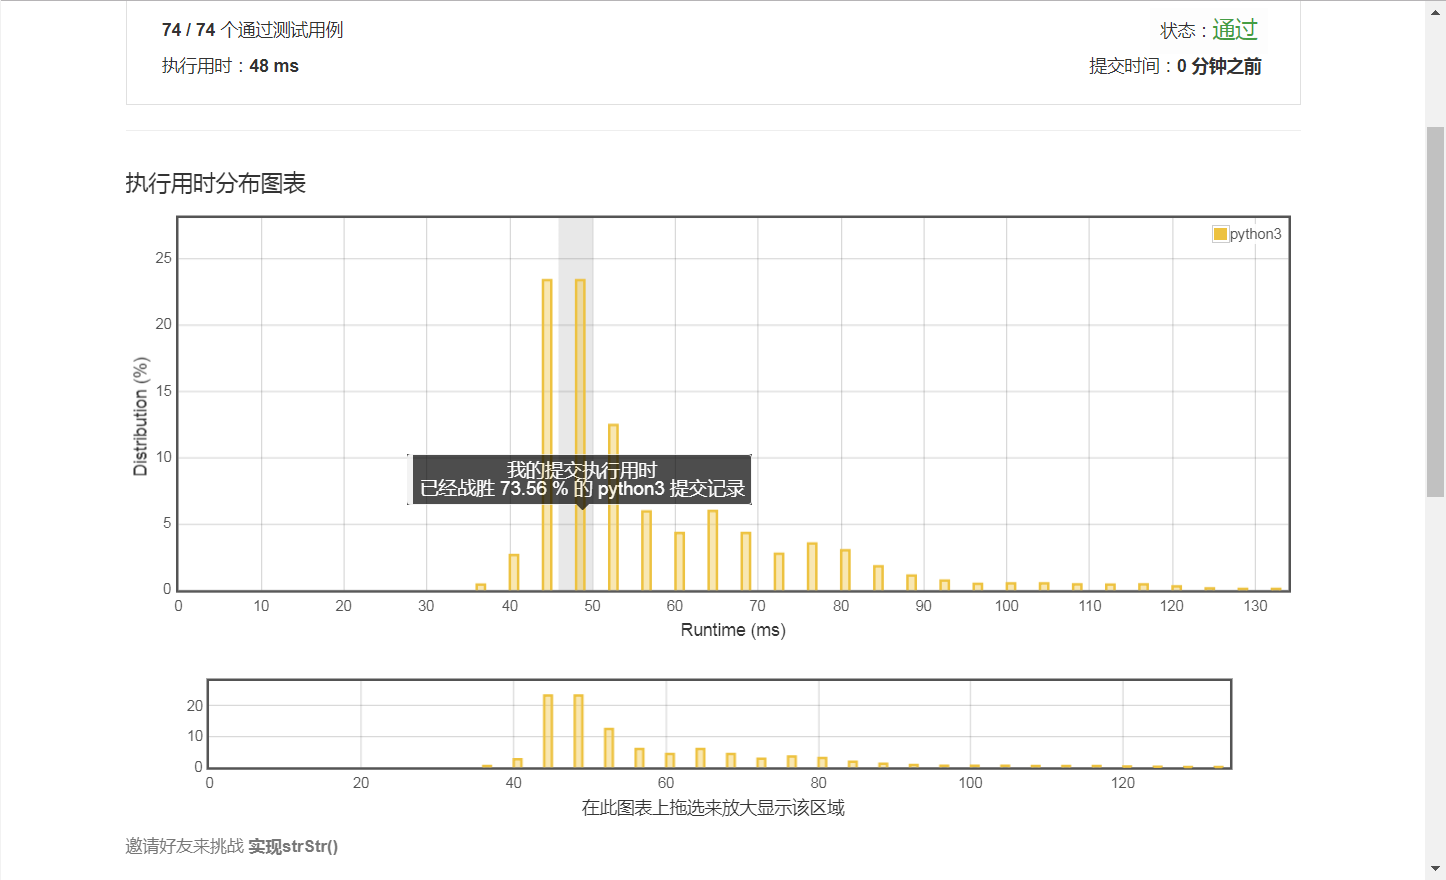 74 / 74 个通过测试用例
状态：通过
执行用时：48 ms
提交时间：0 分钟之前
执行用时分布图表
python3
25
20
15
10
5
0
Distribution (%)
我的提交执行用时
已经战胜 73.56 % 的 python3 提交记录
0 10 20 30 40 50 60 70 80 90 100 110 120 130
Runtime (ms)
20
10
0
0 20 40 60 80 100 120
在此图表上拖选来放大显示该区域
邀请好友来挑战 实现strStr()